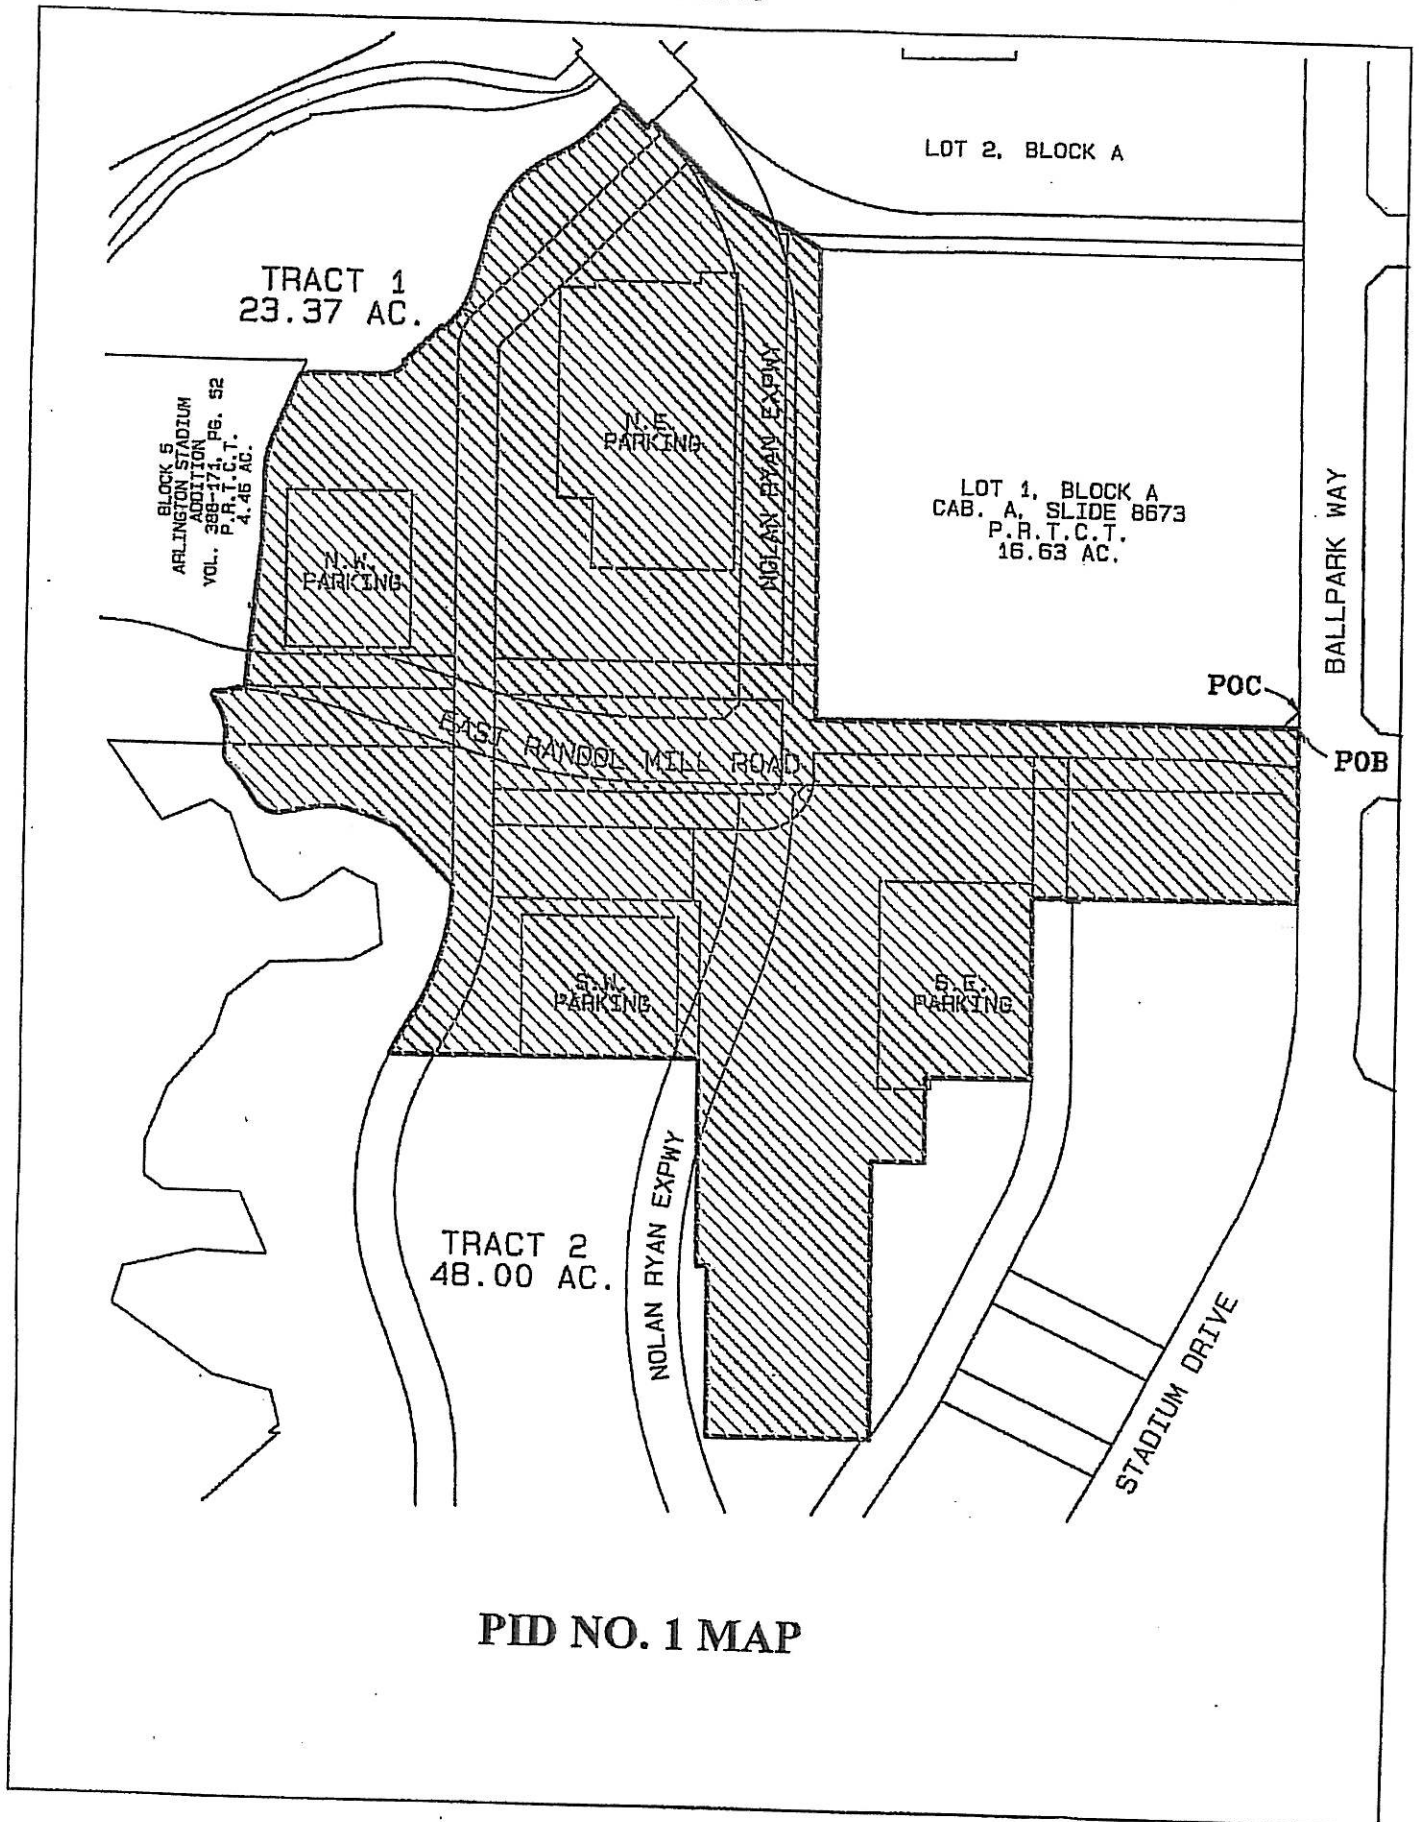 LOT 2, BLOCK A
TRACT 1
23.37 AC.
BLOCK 5
ARLINGTON STADIUM
ADDITION
VOL. 388-171, PG. 52
P.R.T.C.T.
4.46 AC.
N.E.
PARKING
NOLAN RYAN EXPWY
LOT 1, BLOCK A
CAB. A, SLIDE 8673
P.R.T.C.T.
16.63 AC.
BALLPARK WAY
N.W.
PARKING
POC
EAST RANDOL MILL ROAD
POB
S.W.
PARKING
S.E.
PARKING
NOLAN RYAN EXPWY
TRACT 2
48.00 AC.
STADIUM DRIVE
PID NO. 1 MAP